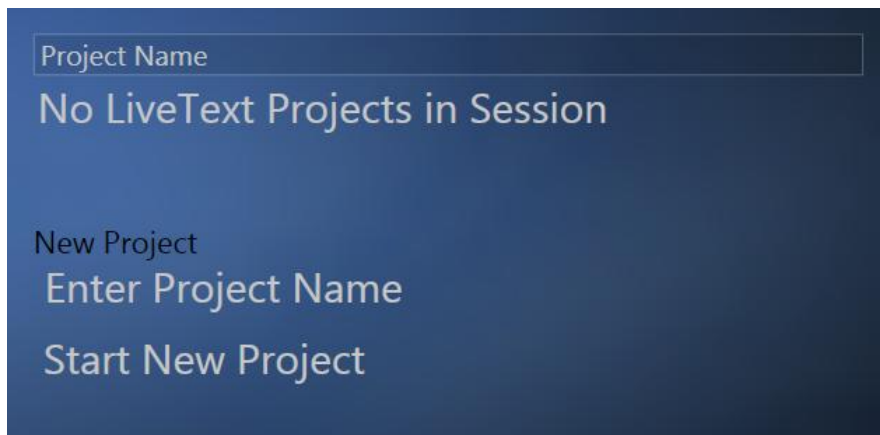 Project Name
No LiveText Projects in Session
New Project
Enter Project Name
Start New Project